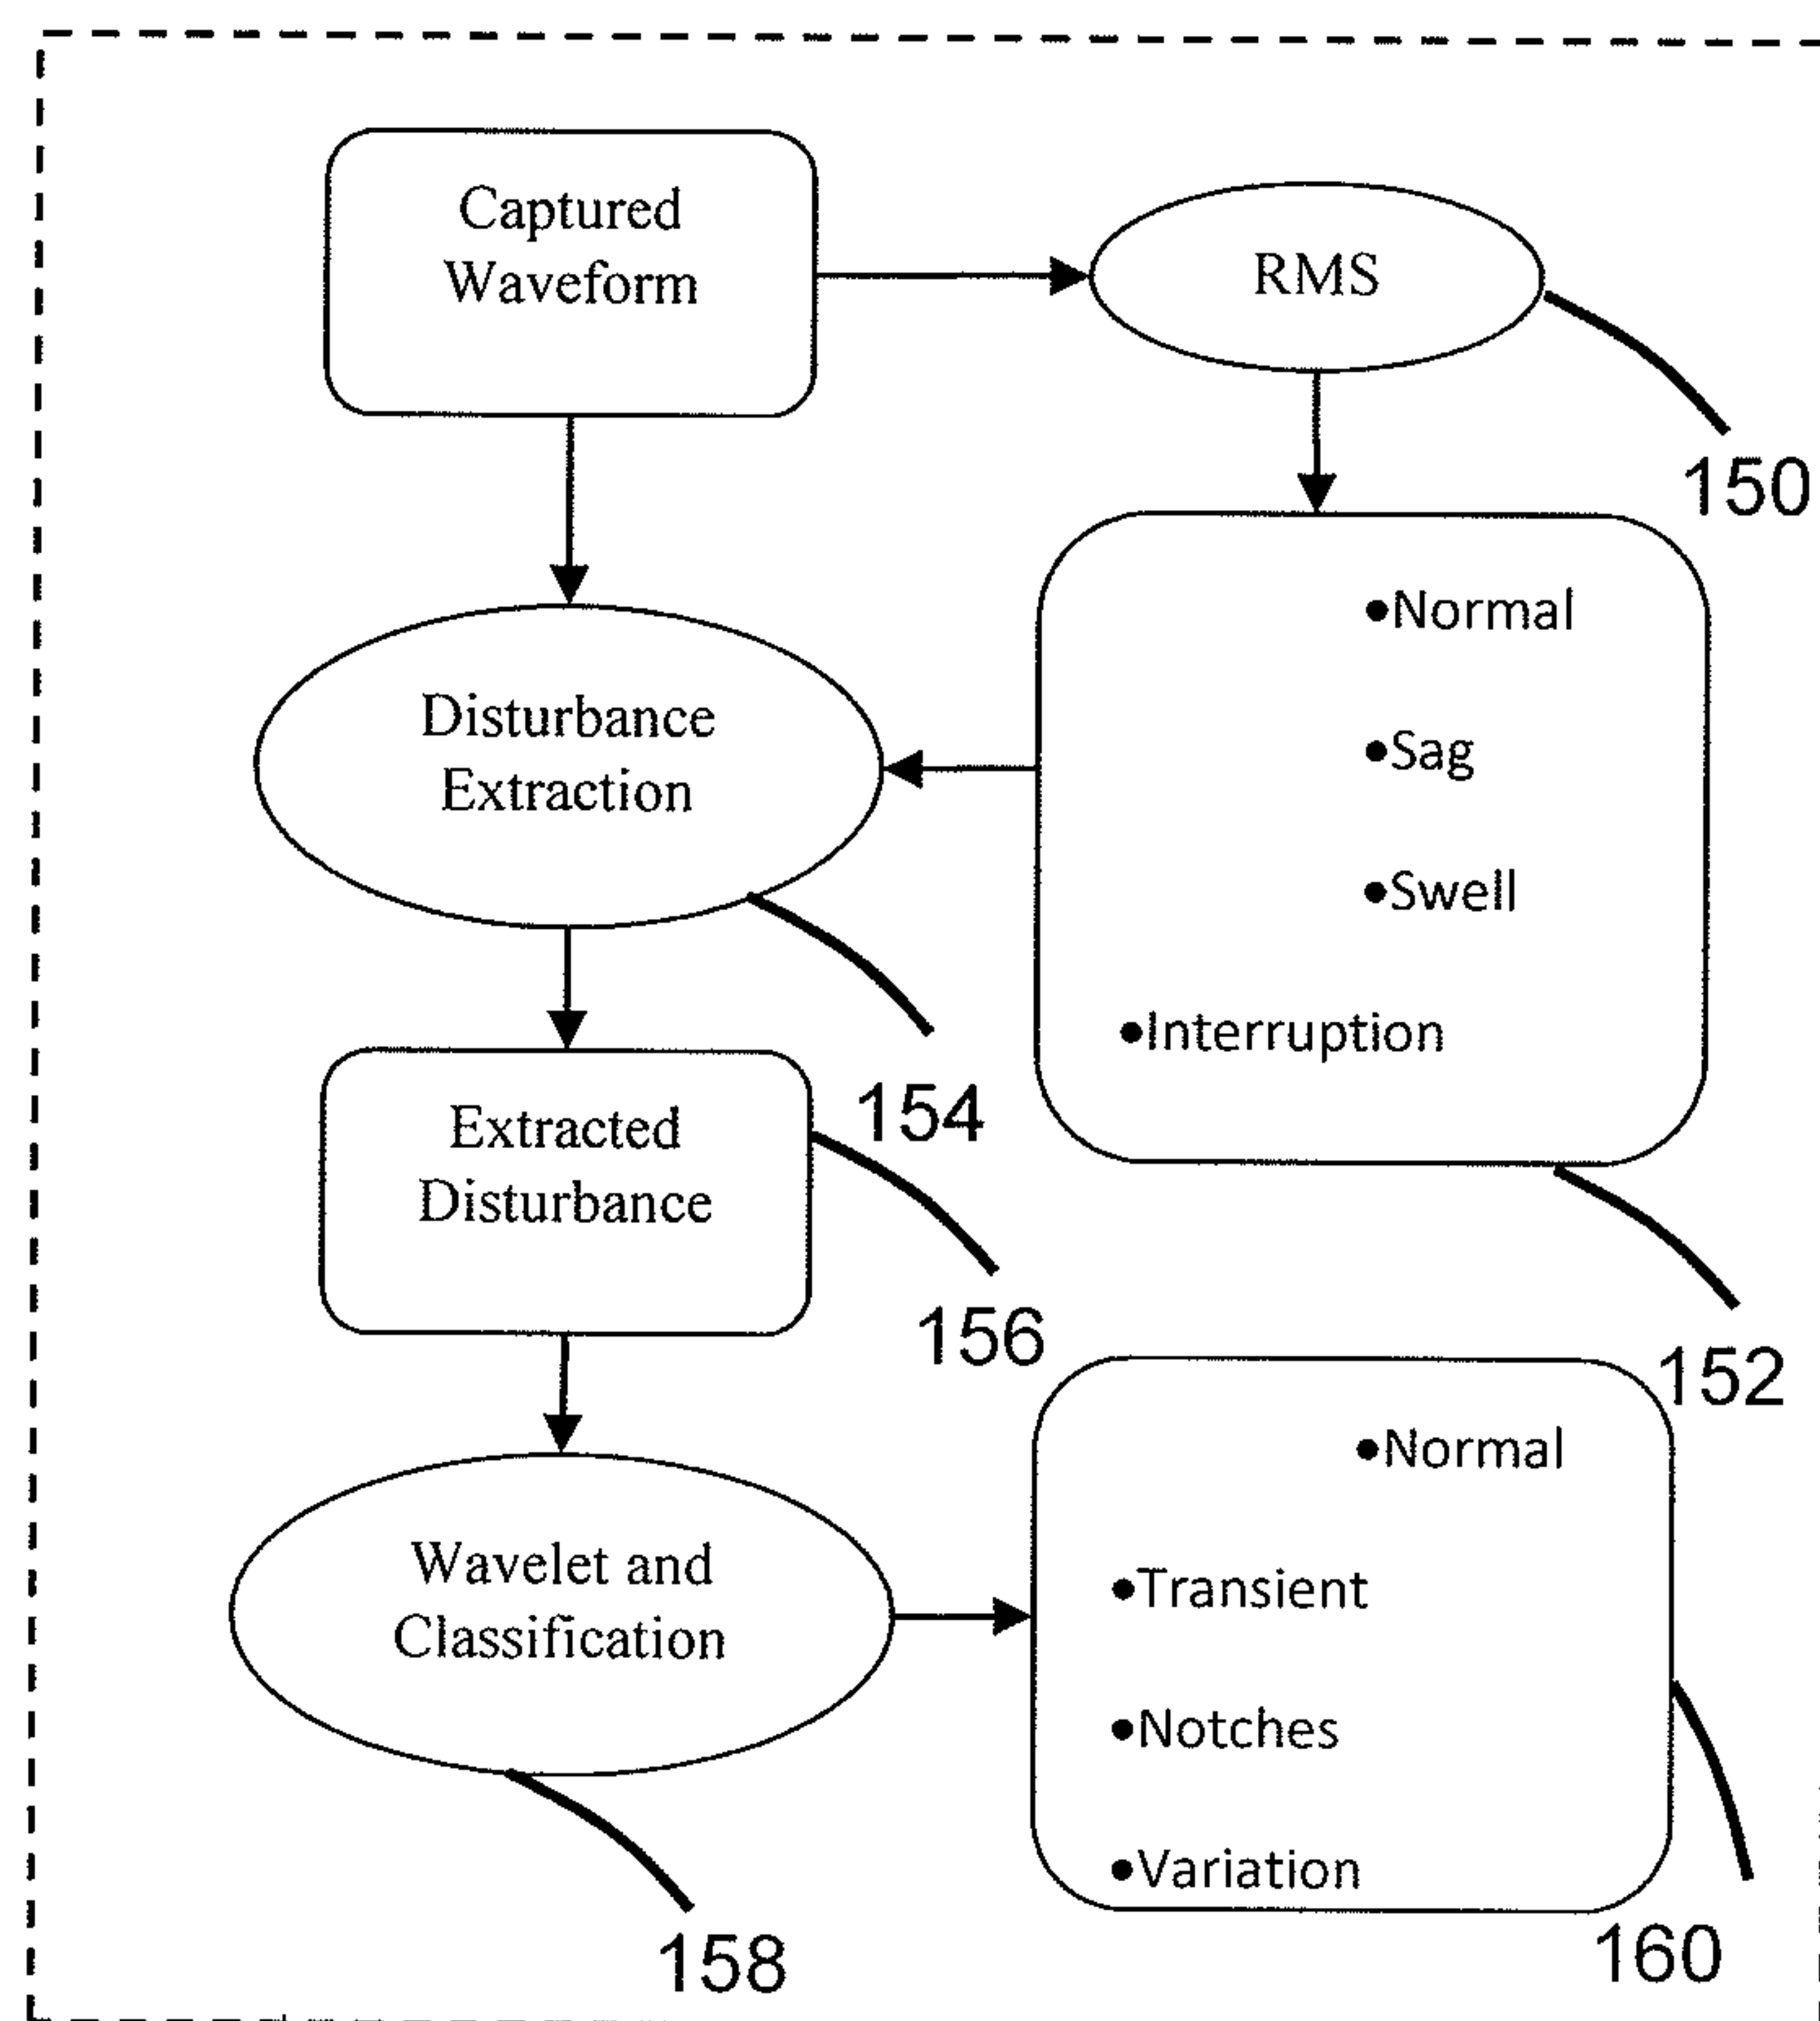 Captured
Waveform
RMS
150
•Normal
•Sag
•Swell
•Interruption
152
Disturbance
Extraction
154
Extracted
Disturbance
156
Wavelet and
Classification
158
•Normal
•Transient
•Notches
•Variation
160